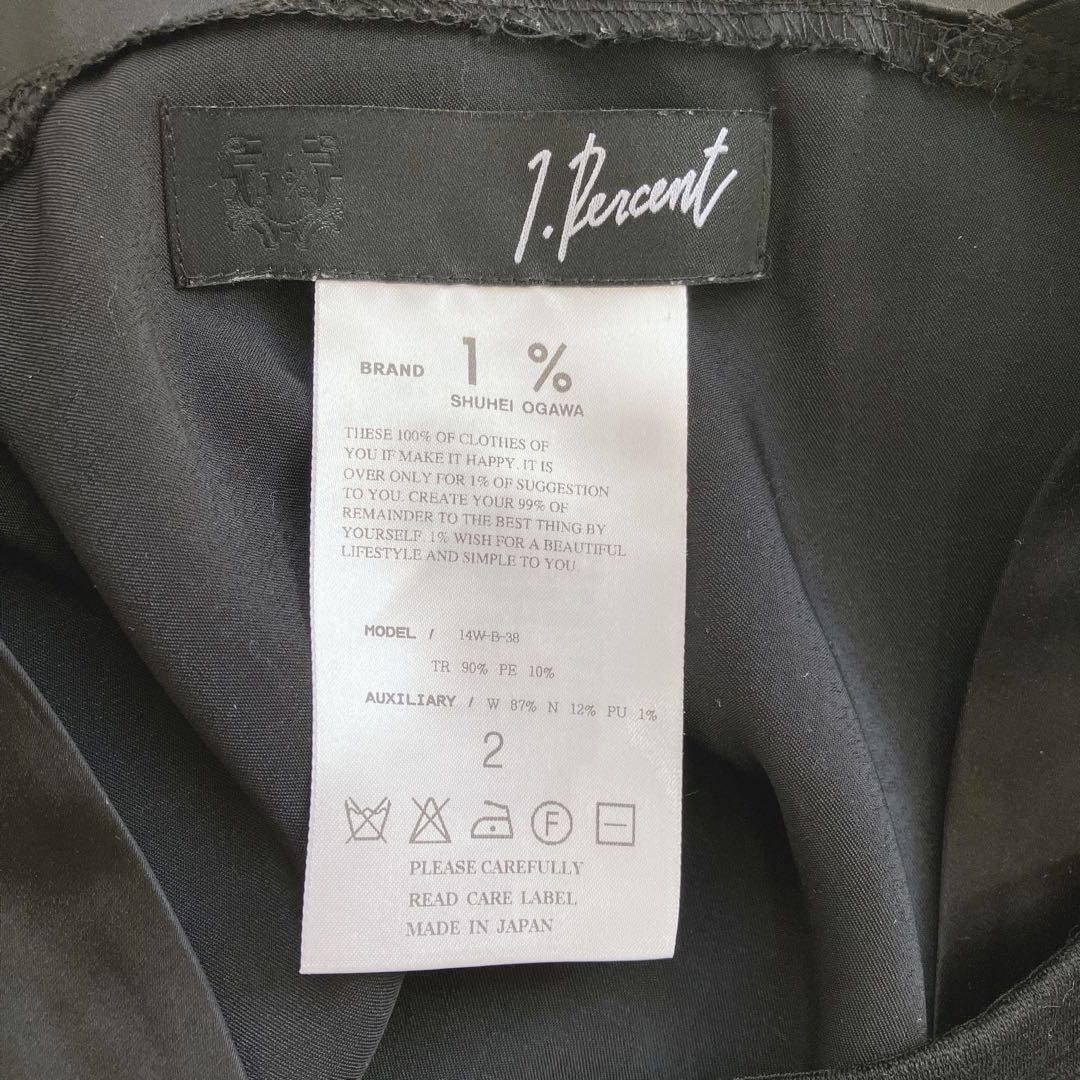 1.Percent
BRAND 1 %
SHUHEI OGAWA
THESE 100% OF CLOTHES OF
YOU IF MAKE IT HAPPY. IT IS
OVER ONLY FOR 1% OF SUGGESTION
TO YOU. CREATE YOUR 99% OF
REMAINDER TO THE BEST THING BY
YOURSELF. 1% WISH FOR A BEAUTIFUL
LIFESTYLE AND SIMPLE TO YOU.
MODEL / 14W-B-38
TR 90% PE 10%
AUXILIARY / W 87% N 12% PU 1%
2
F
PLEASE CAREFULLY
READ CARE LABEL
MADE IN JAPAN